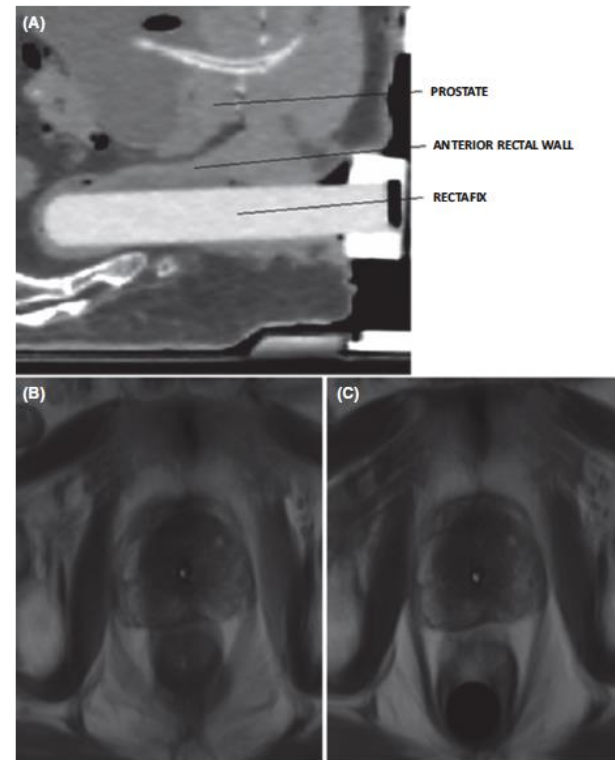 (A)
PROSTATE
ANTERIOR RECTAL WALL
RECTAFIX
(B)
(C)